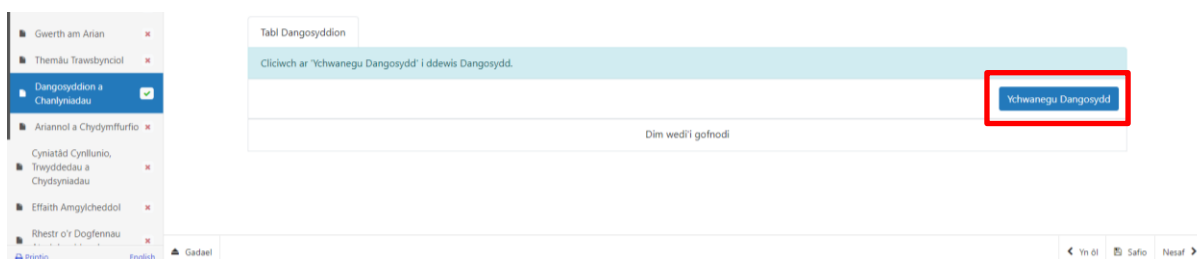 Gwerth am Arian
Themâu Trawsbynciol
Dangosyddion a
Chanlyniadau
Ariannol a Chydymffurfio
Cyniatâd Cynllunio,
Trwyddedau a
Chydsyniadau
Effaith Amgylcheddol
Rhestr o'r Dogfennau
Printio English
Tabl Dangosyddion
Cliciwch ar 'Ychwanegu Dangosydd' i ddewis Dangosydd.
Ychwanegu Dangosydd
Dim wedi'i gofnodi
Gadael
Yn ôl Safio Nesaf